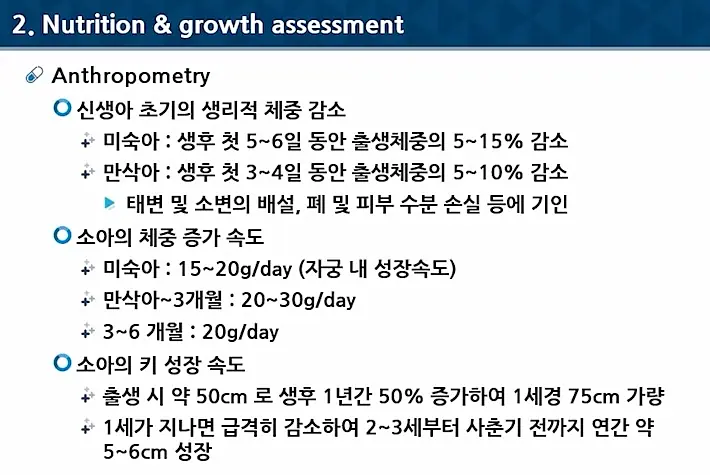 2. Nutrition & growth assessment
Anthropometry
신생아 초기의 생리적 체중 감소
미숙아 : 생후 첫 5~6일 동안 출생체중의 5~15% 감소
만삭아 : 생후 첫 3~4일 동안 출생체중의 5~10% 감소
태변 및 소변의 배설, 폐 및 피부 수분 손실 등에 기인
소아의 체중 증가 속도
미숙아 : 15~20g/day (자궁 내 성장속도)
만삭아~3개월 : 20~30g/day
3~6 개월 : 20g/day
소아의 키 성장 속도
출생 시 약 50cm 로 생후 1년간 50% 증가하여 1세경 75cm 가량
1세가 지나면 급격히 감소하여 2~3세부터 사춘기 전까지 연간 약
5~6cm 성장